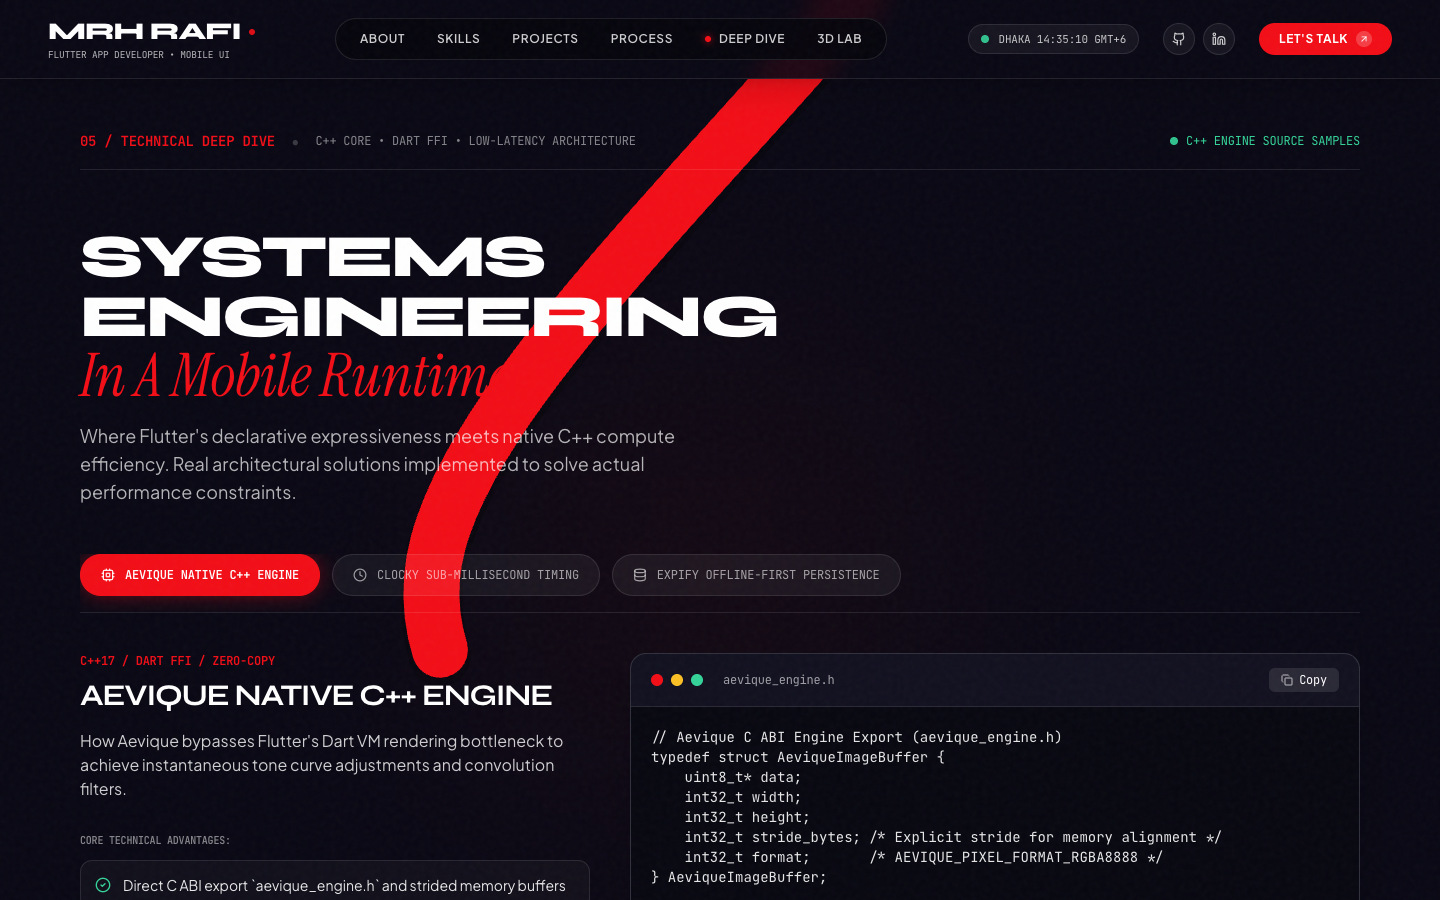 MRH RAFI
FLUTTER APP DEVELOPER • MOBILE UI
ABOUT SKILLS PROJECTS PROCESS DEEP DIVE 3D LAB
DHAKA 14:35:10 GMT+6
LET'S TALK
05 / TECHNICAL DEEP DIVE
C++ CORE • DART FFI • LOW-LATENCY ARCHITECTURE
C++ ENGINE SOURCE SAMPLES
SYSTEMS
ENGINEERING
In A Mobile Runtime
Where Flutter's declarative expressiveness meets native C++ compute
efficiency. Real architectural solutions implemented to solve actual
performance constraints.
AEVIQUE NATIVE C++ ENGINE
CLOCKY SUB-MILLISECOND TIMING
EXPIFY OFFLINE-FIRST PERSISTENCE
C++17 / DART FFI / ZERO-COPY
AEVIQUE NATIVE C++ ENGINE
How Aevique bypasses Flutter's Dart VM rendering bottleneck to
achieve instantaneous tone curve adjustments and convolution
filters.
CORE TECHNICAL ADVANTAGES:
Direct C ABI export `aevique_engine.h` and strided memory buffers
aevique_engine.h
Copy
// Aevique C ABI Engine Export (aevique_engine.h)
typedef struct AeviqueImageBuffer {
    uint8_t* data;
    int32_t width;
    int32_t height;
    int32_t stride_bytes; /* Explicit stride for memory alignment */
    int32_t format;       /* AEVIQUE_PIXEL_FORMAT_RGBA8888 */
} AeviqueImageBuffer;